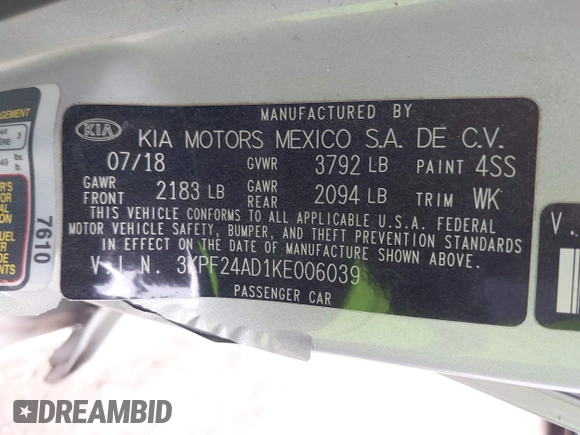 MANUFACTURED BY
KIA KIA MOTORS MEXICO S.A. DE C.V.
07/18 GVWR 3792 LB PAINT 4SS
GAWR FRONT 2183 LB GAWR REAR 2094 LB TRIM WK
THIS VEHICLE CONFORMS TO ALL APPLICABLE U.S.A. FEDERAL
MOTOR VEHICLE SAFETY, BUMPER, AND THEFT PREVENTION STANDARDS
IN EFFECT ON THE DATE OF MANUFACTURE SHOWN ABOVE.
V.I.N. 3KPF24AD1KE006039
PASSENGER CAR
7610
3
lbs.
V.
DREAMBID